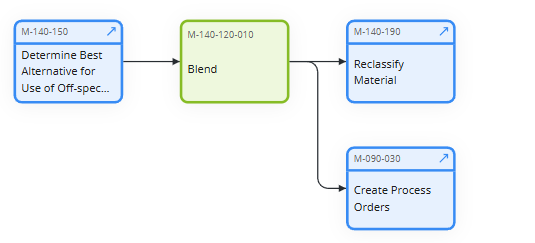 M-140-150
Determine Best
Alternative for
Use of Off-spec...
M-140-120-010
Blend
M-140-190
Reclassify
Material
M-090-030
Create Process
Orders